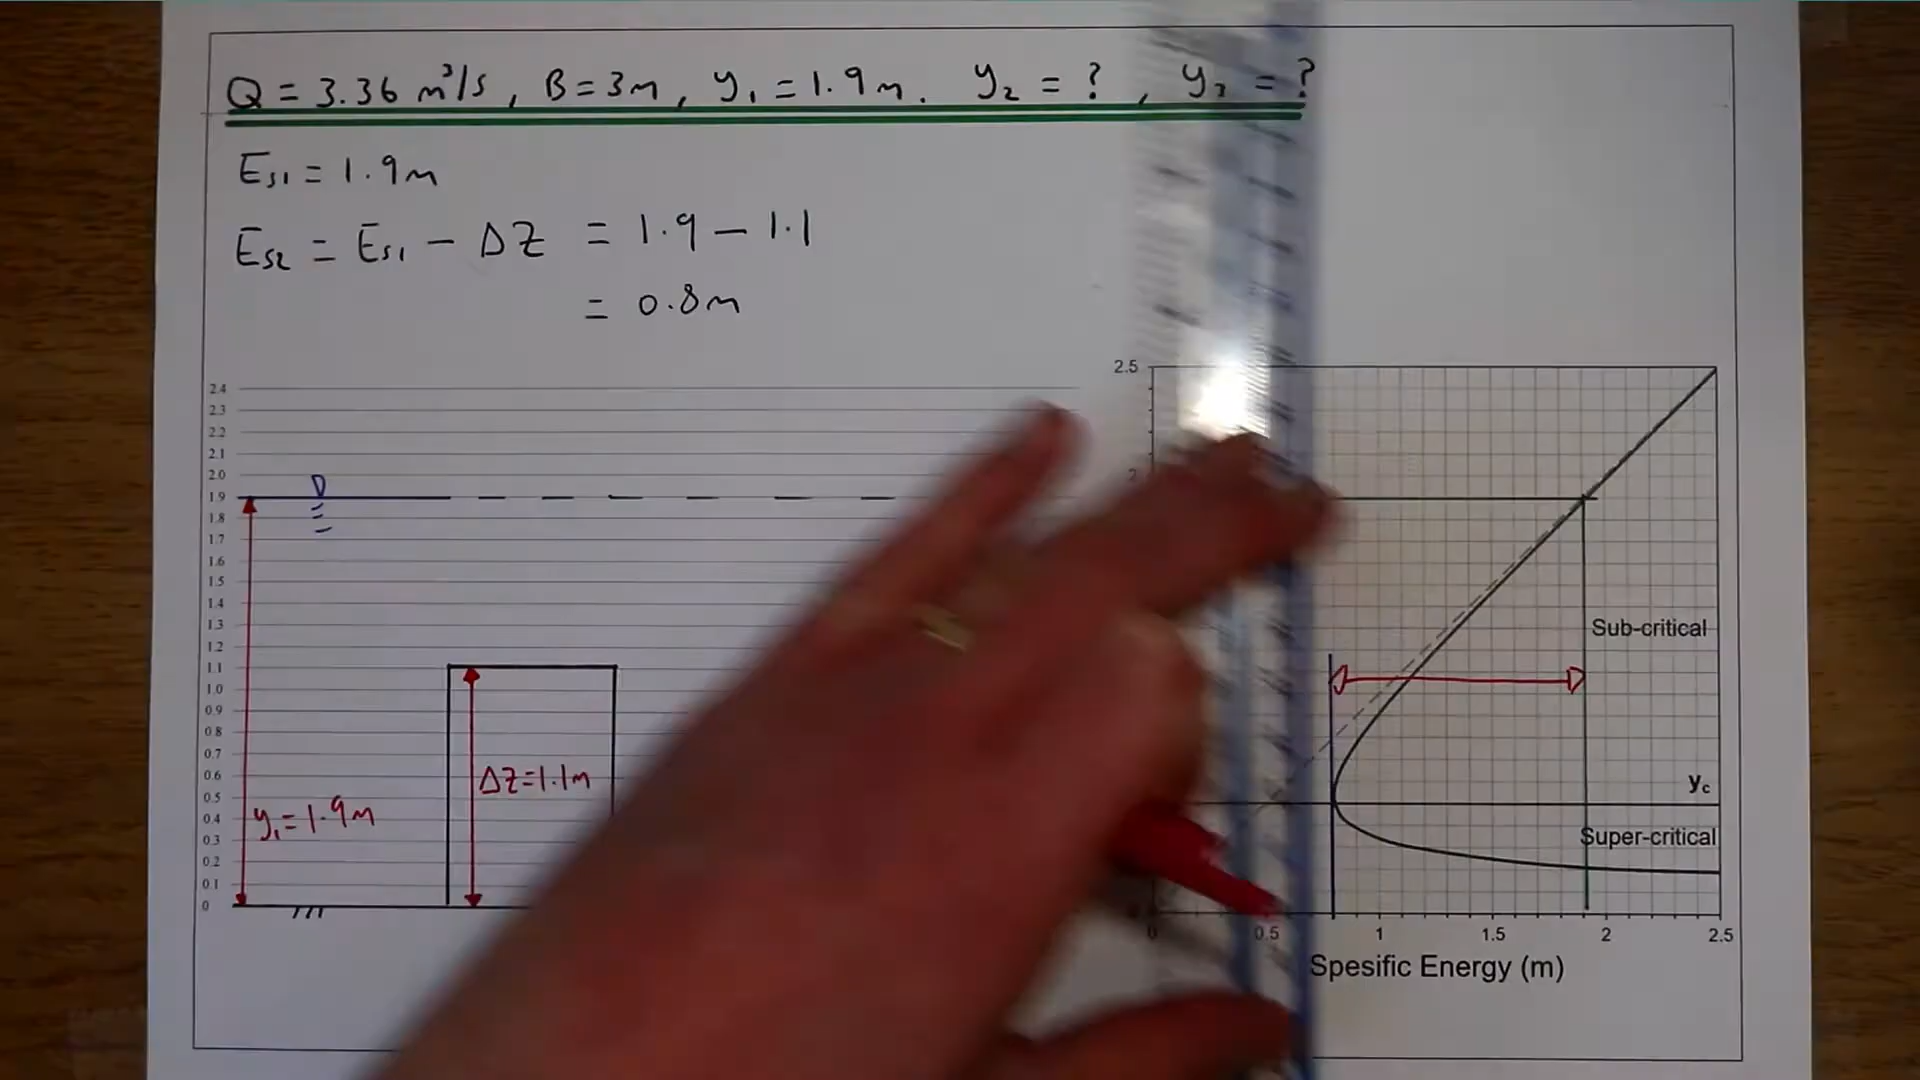 Q = 3.36 m³/s, B = 3m, y₁ = 1.9m. y₂ = ?, y₃ = ?
Es1 = 1.9m
Es2 = Es1 - ΔZ = 1.9 - 1.1
= 0.8m
2.4
2.3
2.2
2.1
2.0
1.9
1.8
1.7
1.6
1.5
1.4
1.3
1.2
1.1
1.0
0.9
0.8
0.7
0.6
0.5
0.4
0.3
0.2
0.1
0
y₁ = 1.9m
ΔZ = 1.1m
2.5
2
Sub-critical
yc
Super-critical
0 0.5 1 1.5 2 2.5
Spesific Energy (m)